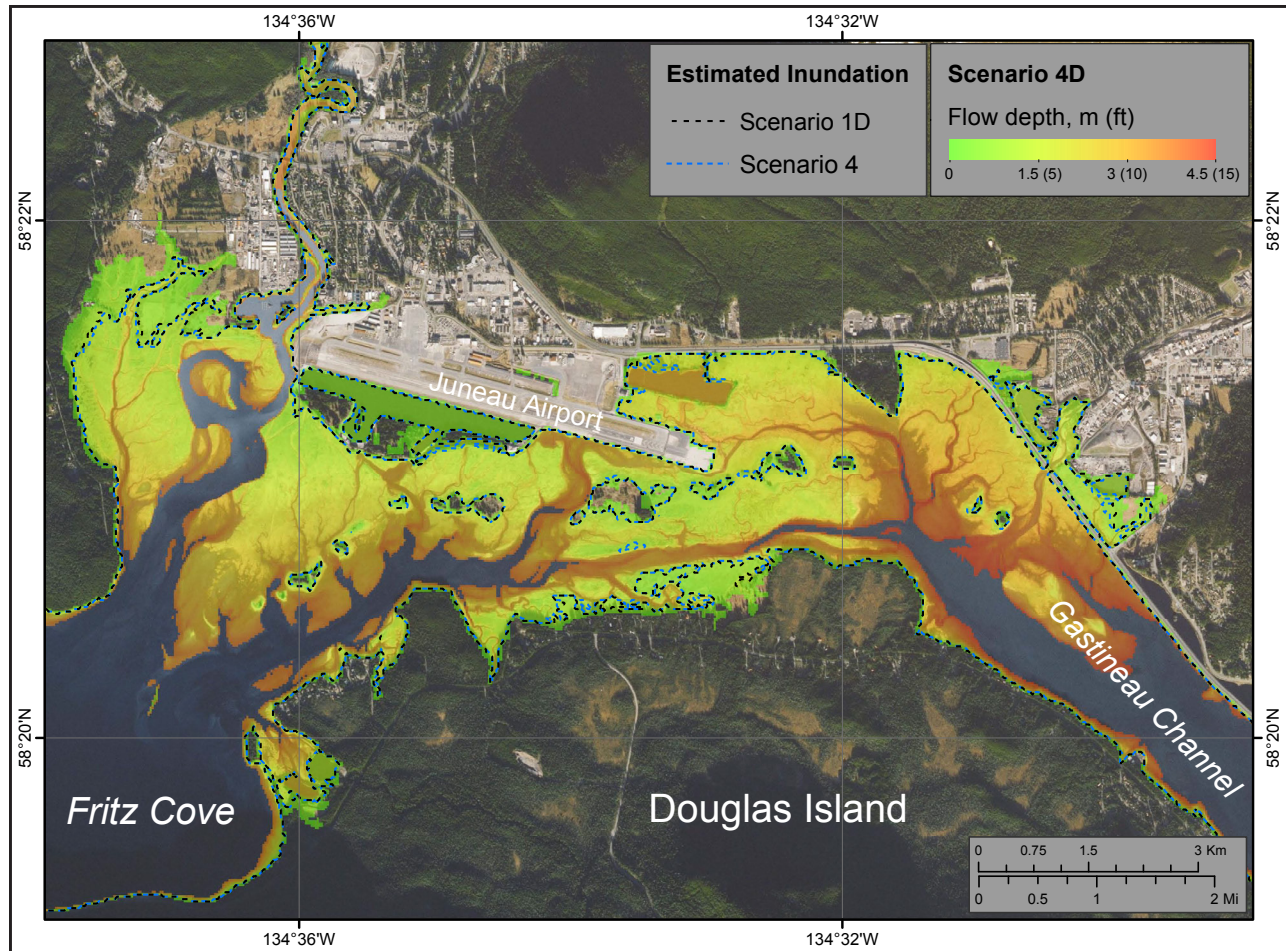 134°36'W
134°32'W
Estimated Inundation
Scenario 1D
Scenario 4
Scenario 4D
Flow depth, m (ft)
0
1.5 (5)
3 (10)
4.5 (15)
58°22'N
58°22'N
Juneau Airport
Gastineau Channel
58°20'N
58°20'N
Fritz Cove
Douglas Island
0 0.75 1.5 3 Km
0 0.5 1 2 Mi
134°36'W
134°32'W